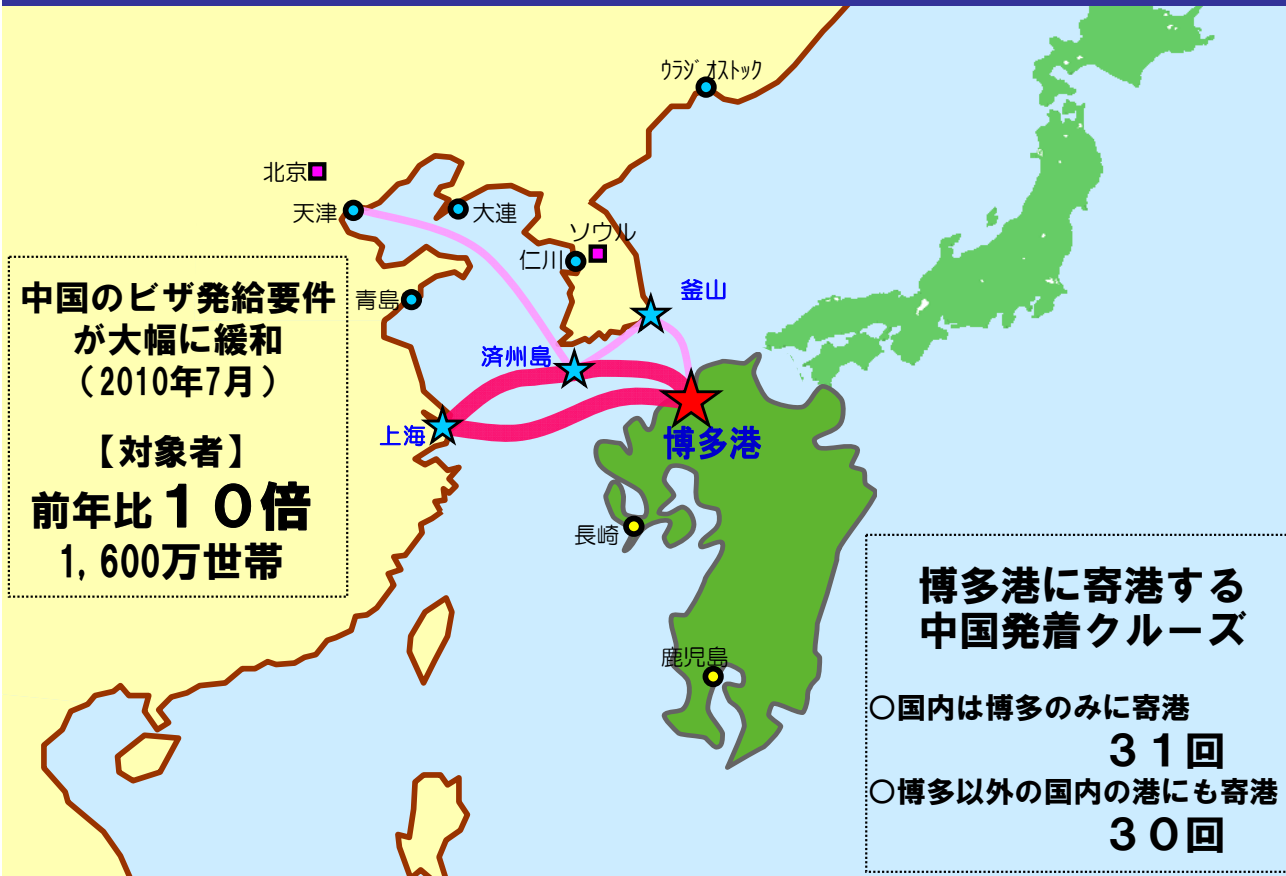 ウラジオストック
北京
天津
大連
ソウル
仁川
青島
釜山
済州島
上海
博多港
長崎
鹿児島
中国のビザ発給要件
が大幅に緩和
（2010年7月）
【対象者】
前年比１０倍
1,600万世帯
博多港に寄港する
中国発着クルーズ
○国内は博多のみに寄港
３１回
○博多以外の国内の港にも寄港
３０回